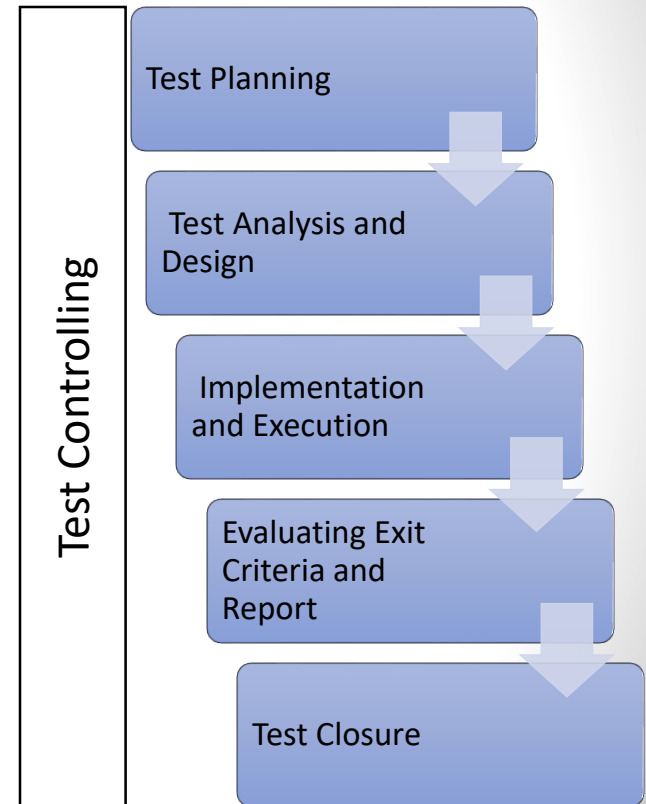 Test Controlling
Test Planning
Test Analysis and
Design
Implementation
and Execution
Evaluating Exit
Criteria and
Report
Test Closure